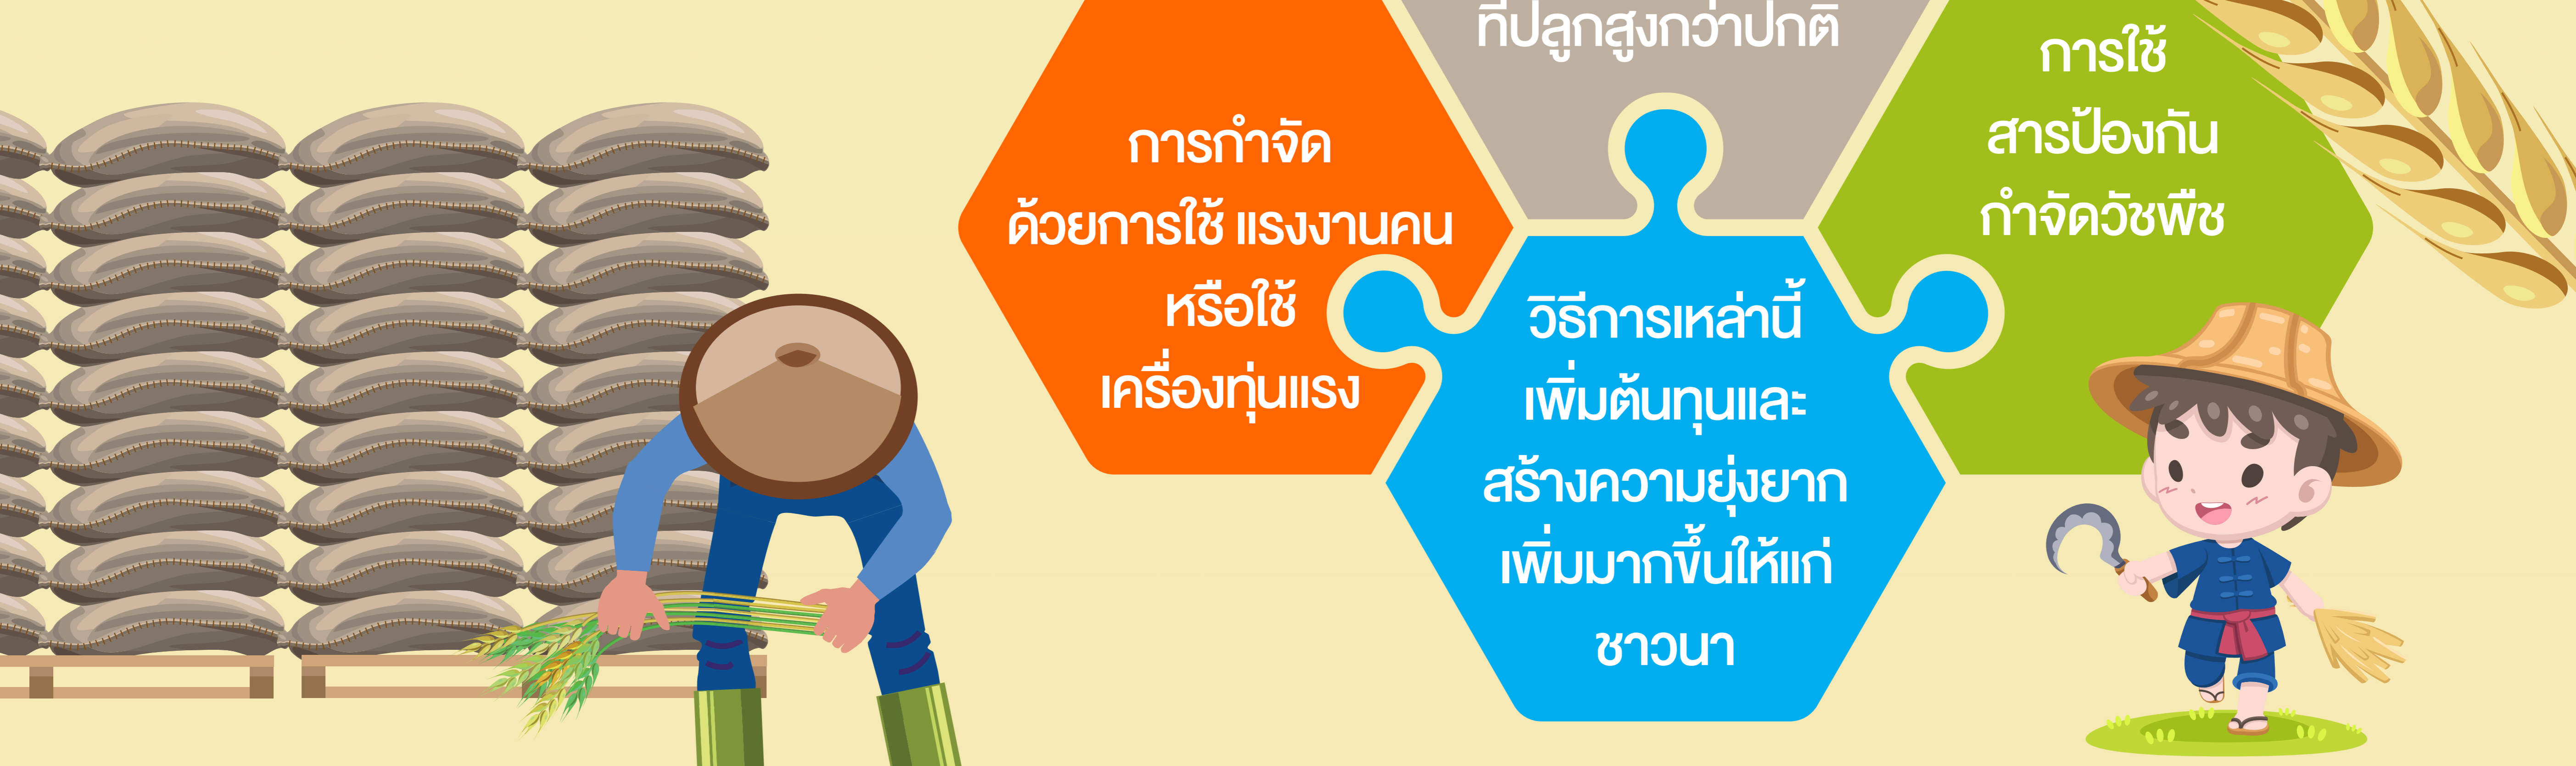 ที่ปลูกสูงกว่าปกติ
การกำจัด
ด้วยการใช้ แรงงานคน
หรือใช้
เครื่องทุ่นแรง
การใช้
สารป้องกัน
กำจัดวัชพืช
วิธีการเหล่านี้
เพิ่มต้นทุนและ
สร้างความยุ่งยาก
เพิ่มมากขึ้นให้แก่
ชาวนา